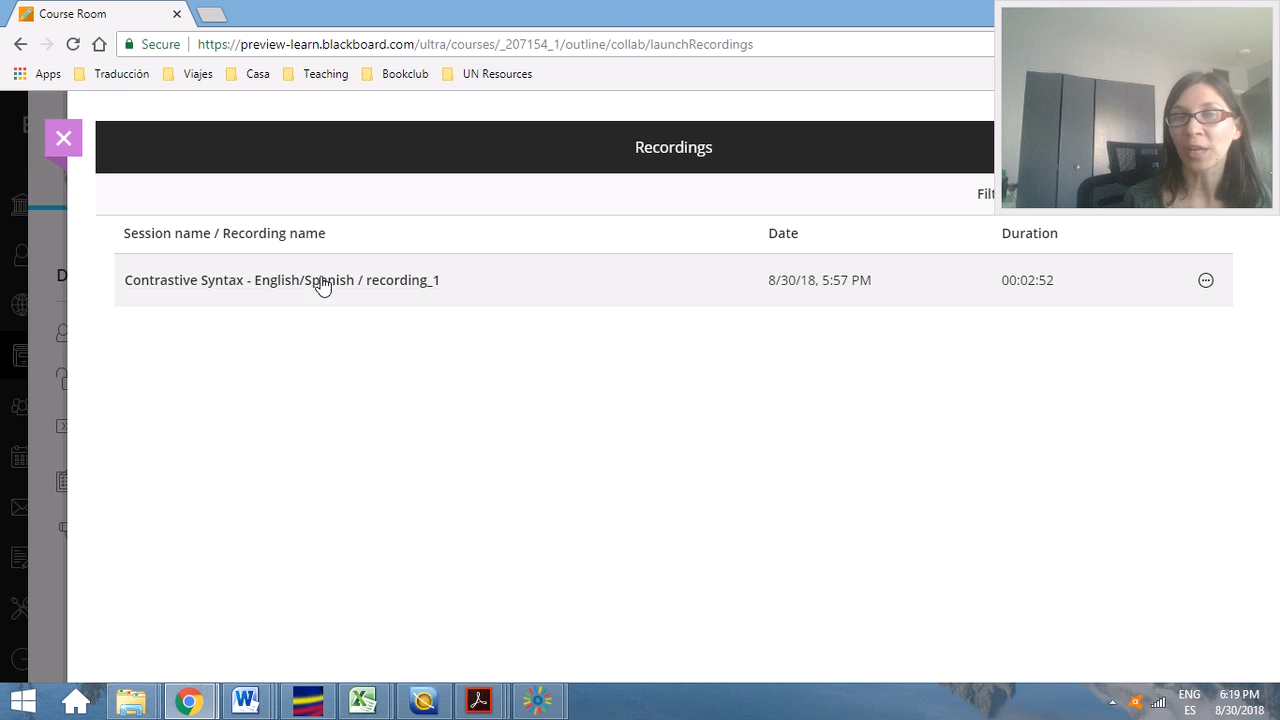 Course Room
Secure https://preview-learn.blackboard.com/ultra/courses/_207154_1/outline/collab/launchRecordings
Apps Traducción Viajes Casa Teaching Bookclub UN Resources
Recordings
Session name / Recording name Date Duration
Contrastive Syntax - English/Spanish / recording_1 8/30/18, 5:57 PM 00:02:52
ENG 6:19 PM
ES 8/30/2018